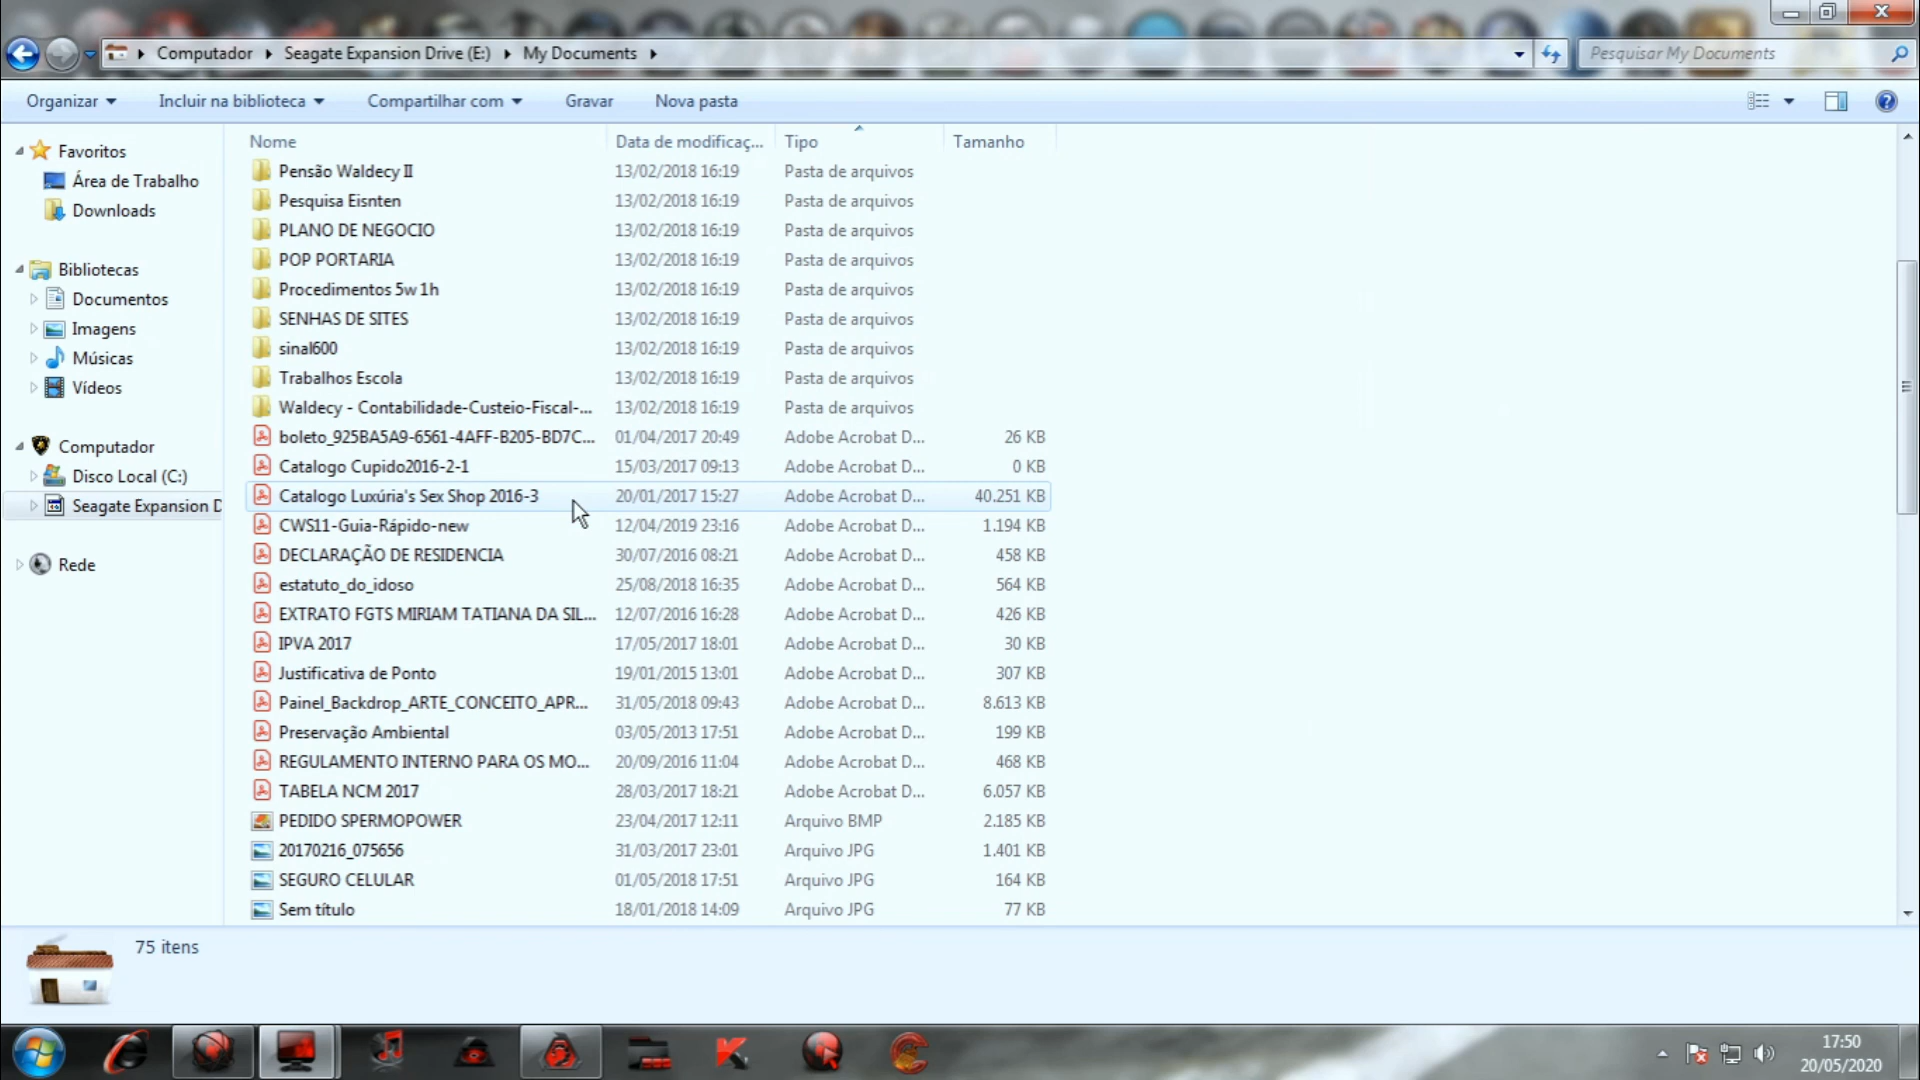 Computador
Seagate Expansion Drive (E:)
My Documents
Pesquisar My Documents
Organizar
Incluir na biblioteca
Compartilhar com
Gravar
Nova pasta
Favoritos
Área de Trabalho
Downloads
Bibliotecas
Documentos
Imagens
Músicas
Vídeos
Computador
Disco Local (C:)
Seagate Expansion D
Rede
Nome Data de modificaç... Tipo Tamanho
Pensão Waldecy II 13/02/2018 16:19 Pasta de arquivos
Pesquisa Eisnten 13/02/2018 16:19 Pasta de arquivos
PLANO DE NEGOCIO 13/02/2018 16:19 Pasta de arquivos
POP PORTARIA 13/02/2018 16:19 Pasta de arquivos
Procedimentos 5w 1h 13/02/2018 16:19 Pasta de arquivos
SENHAS DE SITES 13/02/2018 16:19 Pasta de arquivos
sinal600 13/02/2018 16:19 Pasta de arquivos
Trabalhos Escola 13/02/2018 16:19 Pasta de arquivos
Waldecy - Contabilidade-Custeio-Fiscal-... 13/02/2018 16:19 Pasta de arquivos
boleto_925BA5A9-6561-4AFF-B205-BD7C... 01/04/2017 20:49 Adobe Acrobat D... 26 KB
Catalogo Cupido2016-2-1 15/03/2017 09:13 Adobe Acrobat D... 0 KB
Catalogo Luxúria's Sex Shop 2016-3 20/01/2017 15:27 Adobe Acrobat D... 40.251 KB
CWS11-Guia-Rápido-new 12/04/2019 23:16 Adobe Acrobat D... 1.194 KB
DECLARAÇÃO DE RESIDENCIA 30/07/2016 08:21 Adobe Acrobat D... 458 KB
estatuto_do_idoso 25/08/2018 16:35 Adobe Acrobat D... 564 KB
EXTRATO FGTS MIRIAM TATIANA DA SIL... 12/07/2016 16:28 Adobe Acrobat D... 426 KB
IPVA 2017 17/05/2017 18:01 Adobe Acrobat D... 30 KB
Justificativa de Ponto 19/01/2015 13:01 Adobe Acrobat D... 307 KB
Painel_Backdrop_ARTE_CONCEITO_APR... 31/05/2018 09:43 Adobe Acrobat D... 8.613 KB
Preservação Ambiental 03/05/2013 17:51 Adobe Acrobat D... 199 KB
REGULAMENTO INTERNO PARA OS MO... 20/09/2016 11:04 Adobe Acrobat D... 468 KB
TABELA NCM 2017 28/03/2017 18:21 Adobe Acrobat D... 6.057 KB
PEDIDO SPERMOPOWER 23/04/2017 12:11 Arquivo BMP 2.185 KB
20170216_075656 31/03/2017 23:01 Arquivo JPG 1.401 KB
SEGURO CELULAR 01/05/2018 17:51 Arquivo JPG 164 KB
Sem título 18/01/2018 14:09 Arquivo JPG 77 KB
75 itens
17:50
20/05/2020